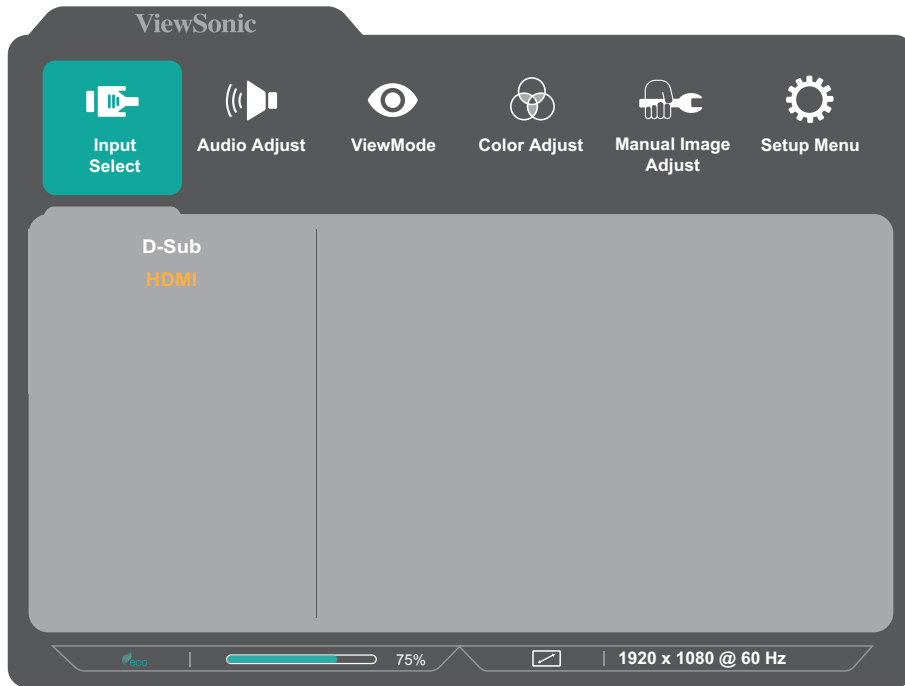 ViewSonic
Input
Select
Audio Adjust
ViewMode
Color Adjust
Manual Image
Adjust
Setup Menu
D-Sub
HDMI
eco
75%
1920 x 1080 @ 60 Hz